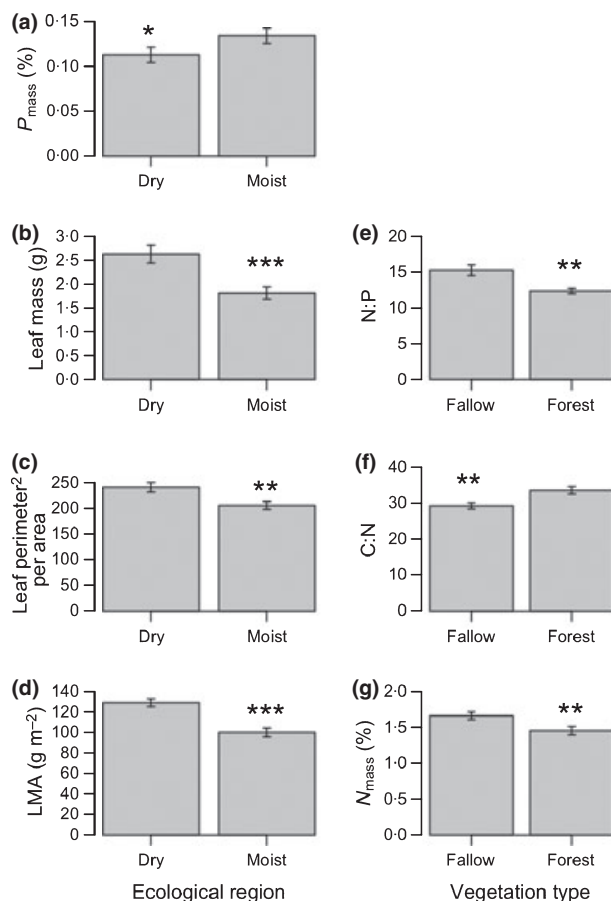 (a)
P mass (%)
0·15
0·10
0·05
0·00
*
Dry Moist
(b)
Leaf mass (g)
3·0
2·5
2·0
1·5
1·0
0·5
0·0
***
Dry Moist
(c)
Leaf perimeter²
per area
250
200
150
100
50
0
**
Dry Moist
(d)
LMA (g m⁻²)
140
120
100
80
60
40
20
0
***
Dry Moist
Ecological region
(e)
N:P
20
15
10
5
0
**
Fallow Forest
(f)
C:N
40
30
20
10
0
**
Fallow Forest
(g)
N mass (%)
2·0
1·5
1·0
0·5
0·0
**
Fallow Forest
Vegetation type